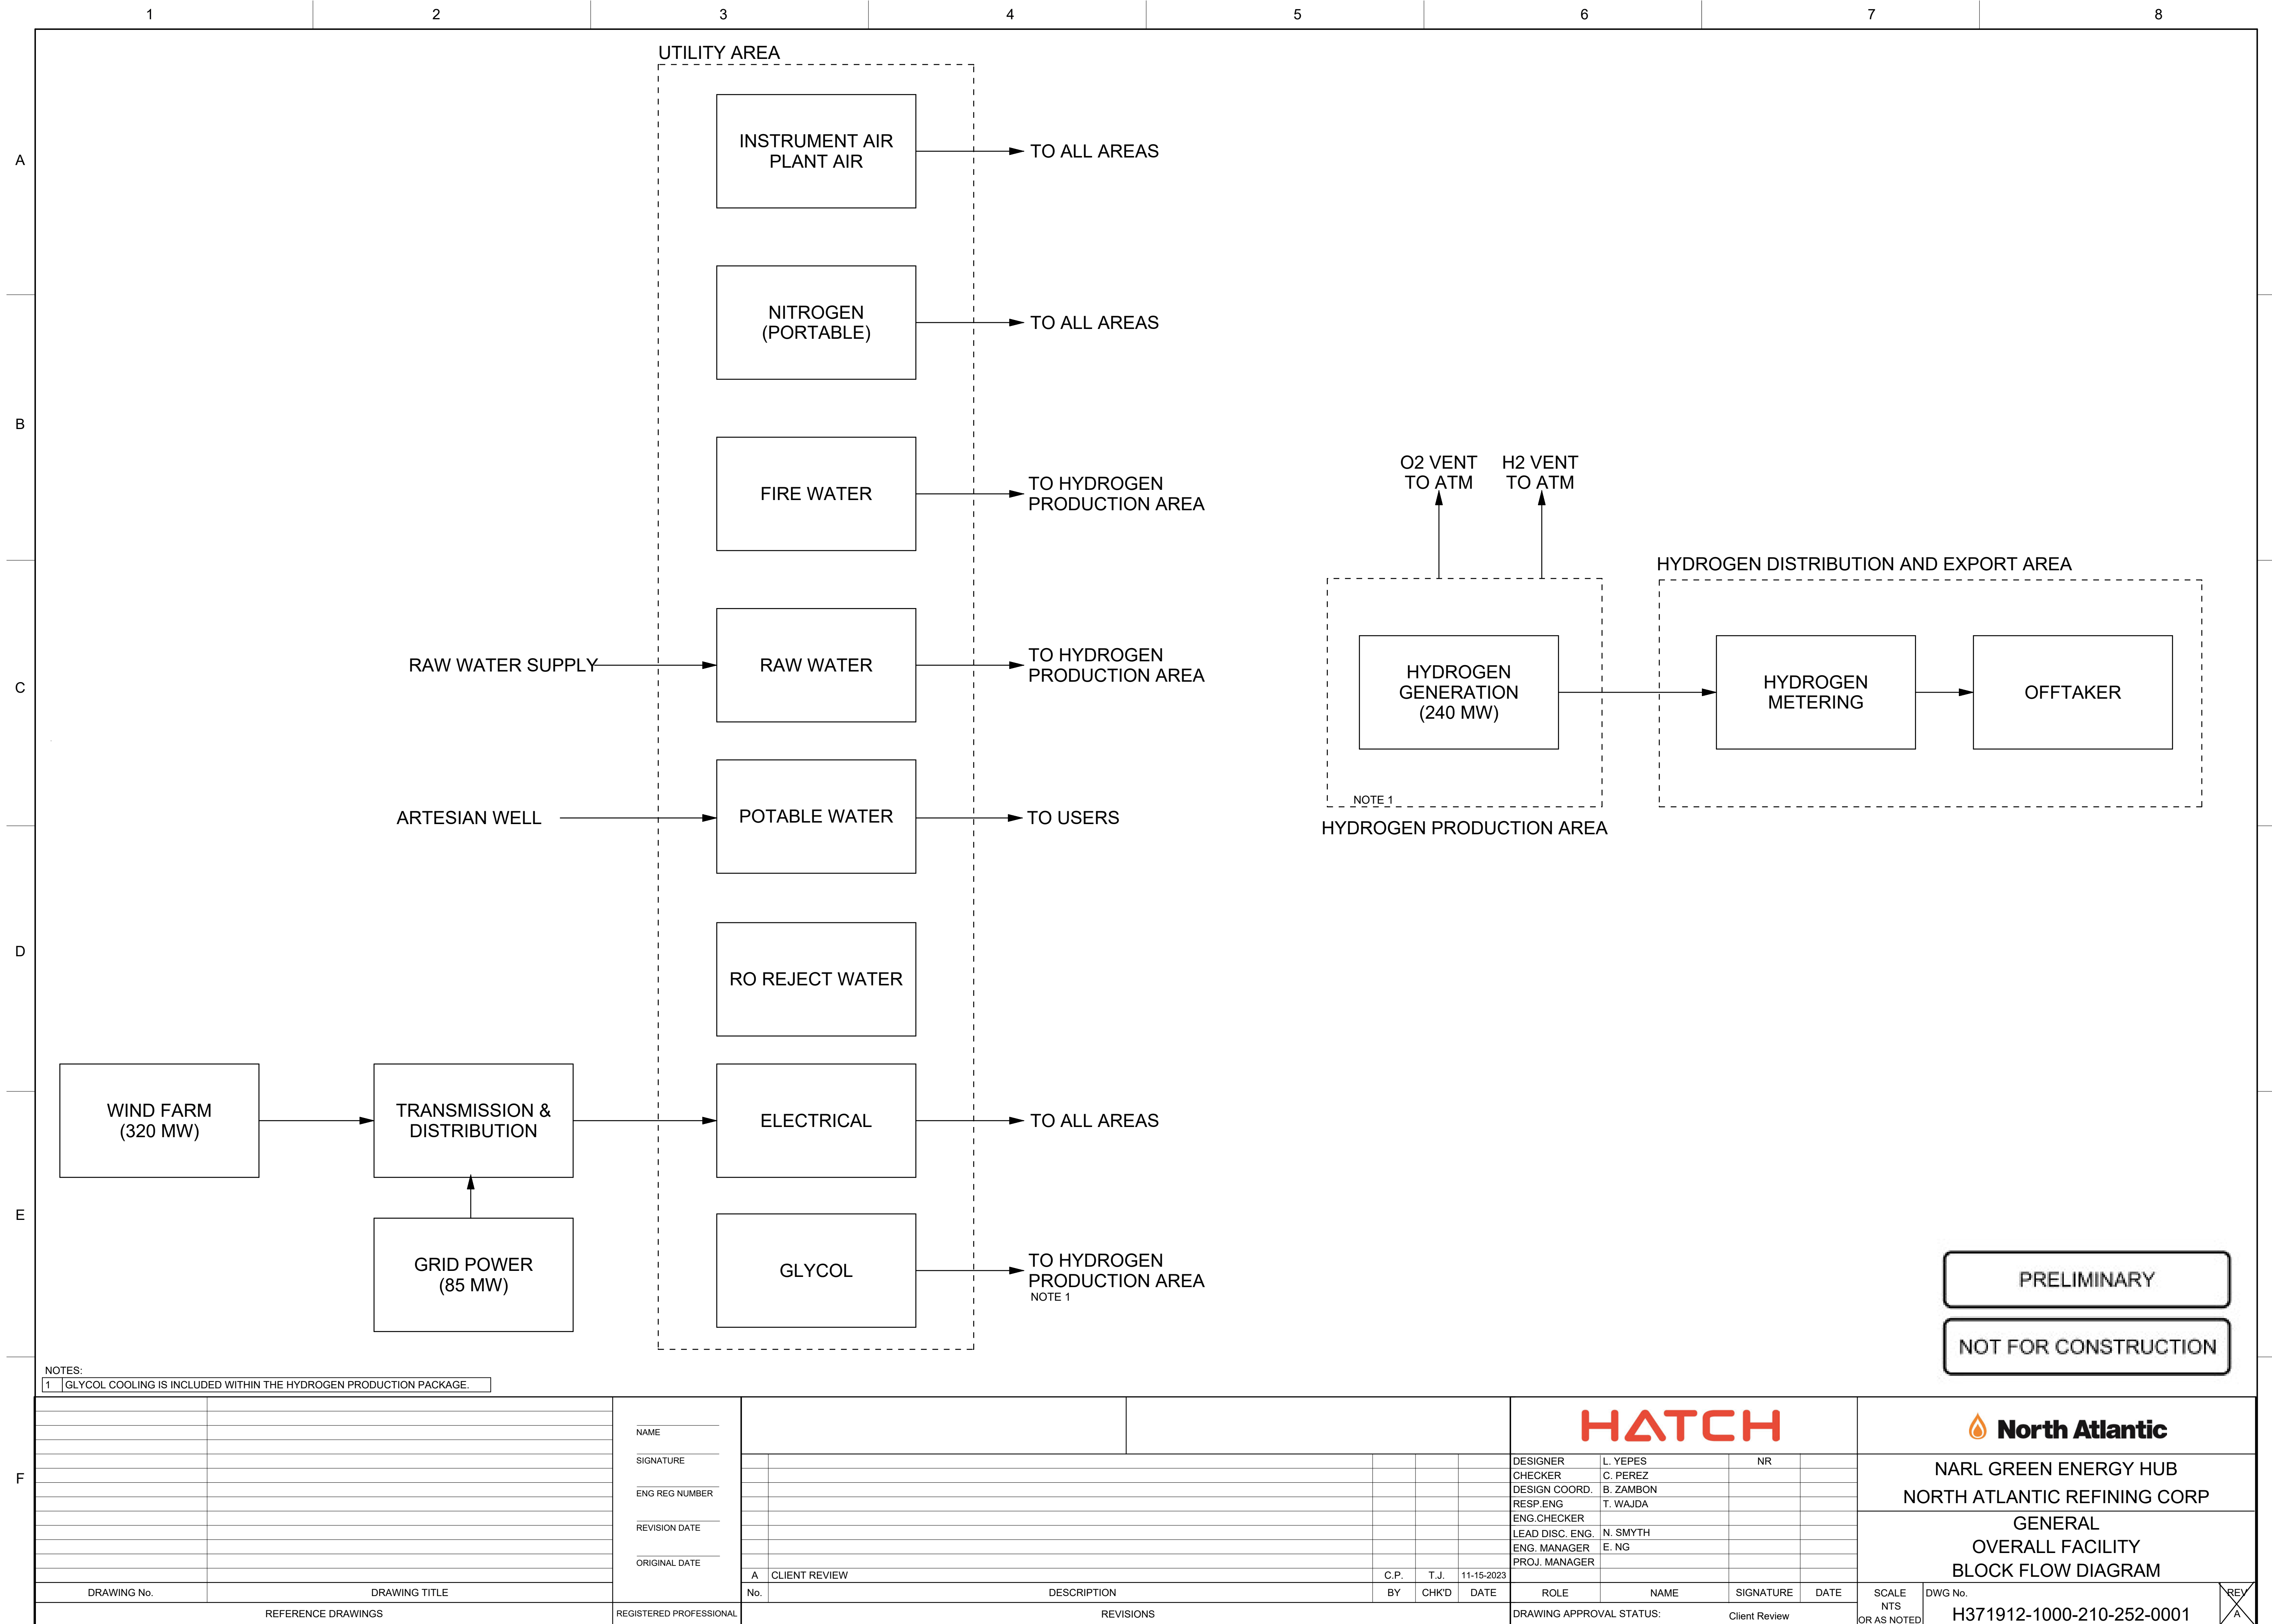 1 2 3 4 5 6 7 8
UTILITY AREA
A
INSTRUMENT AIR
PLANT AIR
TO ALL AREAS
NITROGEN
(PORTABLE)
TO ALL AREAS
B
FIRE WATER
TO HYDROGEN
PRODUCTION AREA
O2 VENT
TO ATM
H2 VENT
TO ATM
HYDROGEN DISTRIBUTION AND EXPORT AREA
C
RAW WATER SUPPLY
RAW WATER
TO HYDROGEN
PRODUCTION AREA
HYDROGEN
GENERATION
(240 MW)
HYDROGEN
METERING
OFFTAKER
NOTE 1
HYDROGEN PRODUCTION AREA
ARTESIAN WELL
POTABLE WATER
TO USERS
D
RO REJECT WATER
WIND FARM
(320 MW)
TRANSMISSION &
DISTRIBUTION
ELECTRICAL
TO ALL AREAS
E
GRID POWER
(85 MW)
GLYCOL
TO HYDROGEN
PRODUCTION AREA
NOTE 1
PRELIMINARY
NOT FOR CONSTRUCTION
NOTES:
1 GLYCOL COOLING IS INCLUDED WITHIN THE HYDROGEN PRODUCTION PACKAGE.
F
DRAWING No. DRAWING TITLE
REFERENCE DRAWINGS
NAME
SIGNATURE
ENG REG NUMBER
REVISION DATE
ORIGINAL DATE
REGISTERED PROFESSIONAL
A CLIENT REVIEW C.P. T.J. 11-15-2023
No. DESCRIPTION BY CHK'D DATE
REVISIONS
HATCH
DESIGNER L. YEPES NR
CHECKER C. PEREZ
DESIGN COORD. B. ZAMBON
RESP.ENG T. WAJDA
ENG.CHECKER
LEAD DISC. ENG. N. SMYTH
ENG. MANAGER E. NG
PROJ. MANAGER
ROLE NAME SIGNATURE DATE
DRAWING APPROVAL STATUS: Client Review
North Atlantic
NARL GREEN ENERGY HUB
NORTH ATLANTIC REFINING CORP
GENERAL
OVERALL FACILITY
BLOCK FLOW DIAGRAM
SCALE
NTS
OR AS NOTED
DWG No.
H371912-1000-210-252-0001
REV
A